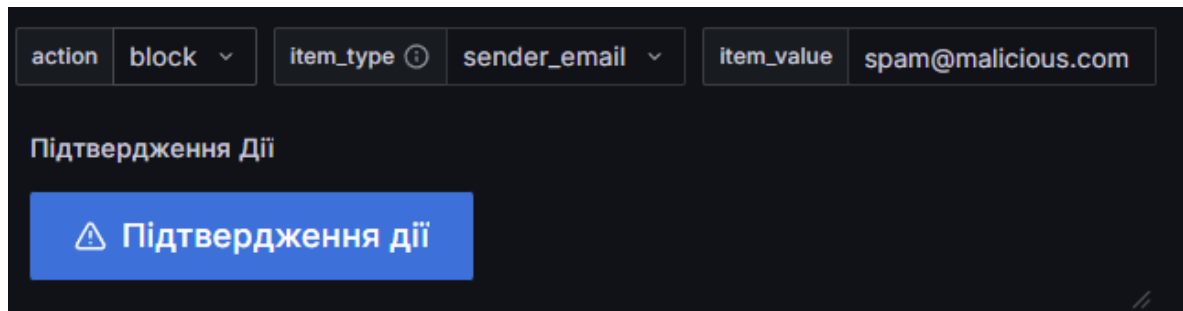 action block item_type sender_email item_value spam@malicious.com
Підтвердження Дії
Підтвердження дії